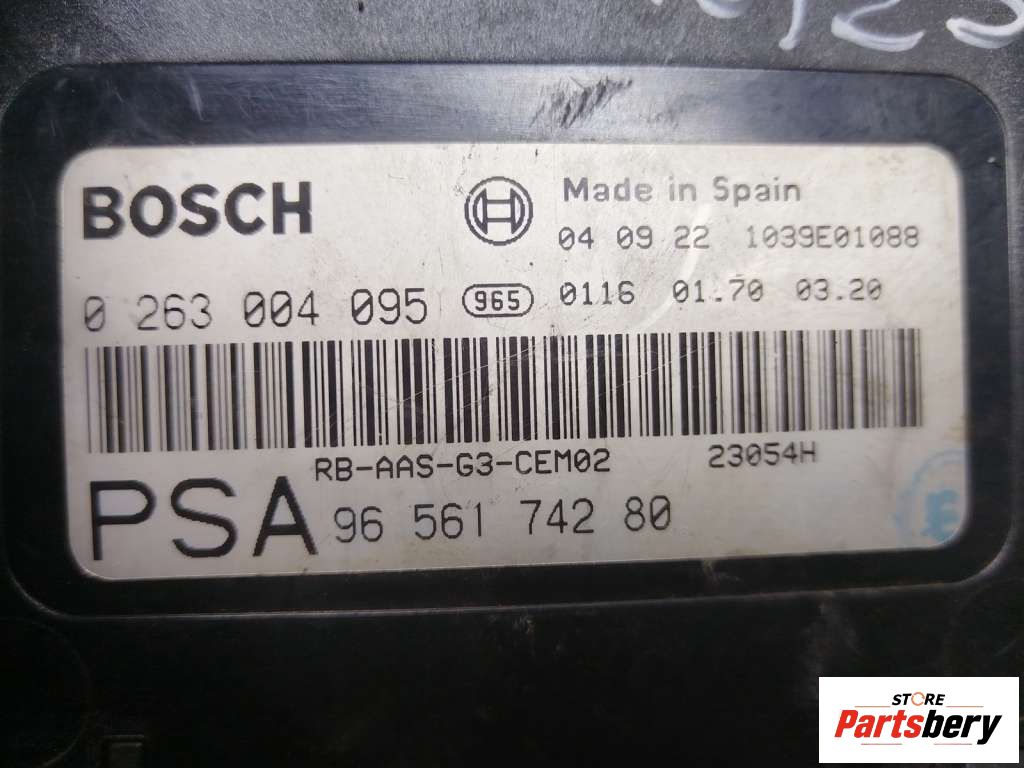 BOSCH
Made in Spain
04 09 22 1039E01088
0 263 004 095 965 0116 01.70 03.20
RB-AAS-G3-CEM02 23054H
PSA 96 561 742 80
STORE
Partsbery